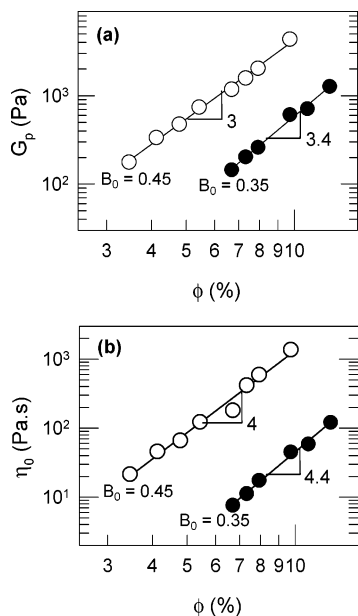 (a)
10³
10²
G_p (Pa)
3
3.4
B₀ = 0.45
B₀ = 0.35
3 4 5 6 7 8 9 10
ϕ (%)
(b)
10³
10²
10¹
η₀ (Pa.s)
4
4.4
B₀ = 0.45
B₀ = 0.35
3 4 5 6 7 8 9 10
ϕ (%)